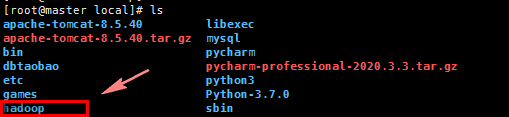 [root@master local]# ls
apache-tomcat-8.5.40 libexec
apache-tomcat-8.5.40.tar.gz mysql
bin pycharm
dbtaobao pycharm-professional-2020.3.3.tar.gz
etc python3
games Python-3.7.0
hadoop sbin